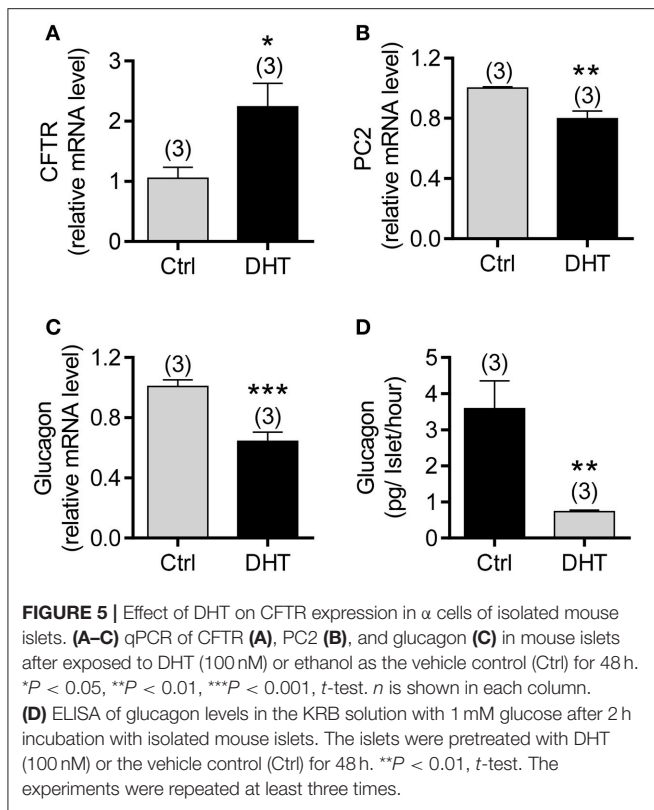 A
CFTR
(relative mRNA level)
3
2
1
0
(3)
*
(3)
Ctrl
DHT
B
PC2
(relative mRNA level)
1.2
0.8
0.4
0.0
(3)
**
(3)
Ctrl
DHT
C
Glucagon
(relative mRNA level)
1.2
0.8
0.4
0.0
(3)
***
(3)
Ctrl
DHT
D
Glucagon
(pg/ Islet/hour)
5
4
3
2
1
0
(3)
**
(3)
Ctrl
DHT
FIGURE 5 | Effect of DHT on CFTR expression in α cells of isolated mouse
islets. (A–C) qPCR of CFTR (A), PC2 (B), and glucagon (C) in mouse islets
after exposed to DHT (100 nM) or ethanol as the vehicle control (Ctrl) for 48 h.
*P < 0.05, **P < 0.01, ***P < 0.001, t-test. n is shown in each column.
(D) ELISA of glucagon levels in the KRB solution with 1 mM glucose after 2 h
incubation with isolated mouse islets. The islets were pretreated with DHT
(100 nM) or the vehicle control (Ctrl) for 48 h. **P < 0.01, t-test. The
experiments were repeated at least three times.